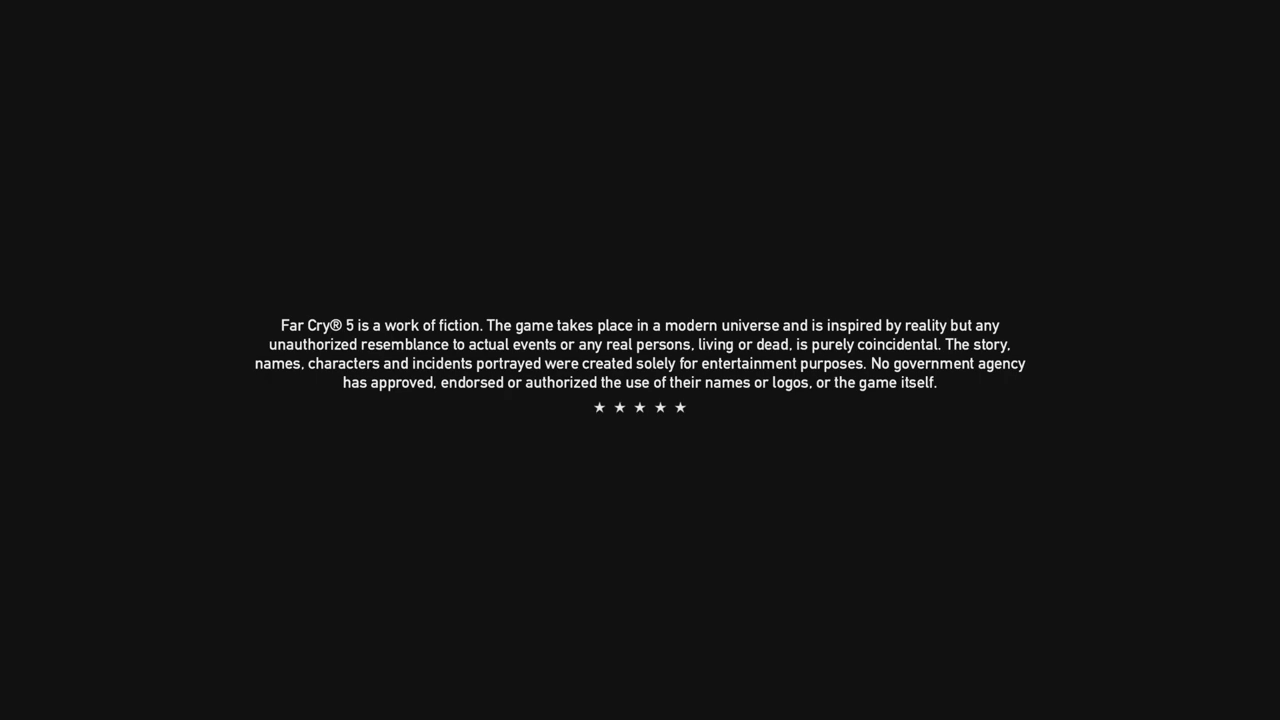 Far Cry® 5 is a work of fiction. The game takes place in a modern universe and is inspired by reality but any
unauthorized resemblance to actual events or any real persons, living or dead, is purely coincidental. The story,
names, characters and incidents portrayed were created solely for entertainment purposes. No government agency
has approved, endorsed or authorized the use of their names or logos, or the game itself.
★ ★ ★ ★ ★